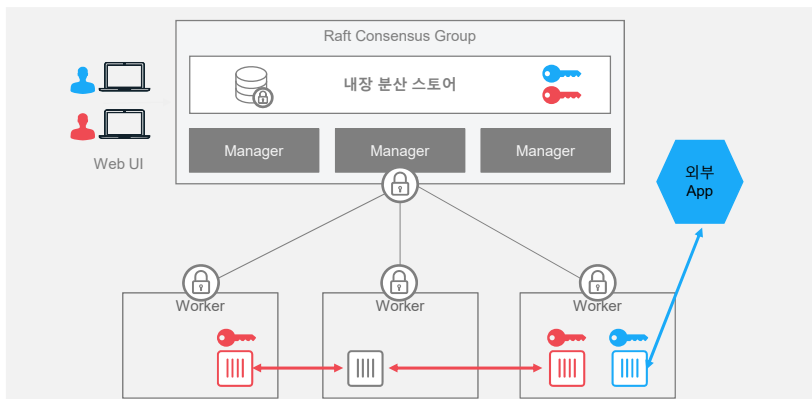 Raft Consensus Group
내장 분산 스토어
Manager
Manager
Manager
Web UI
외부
App
Worker
Worker
Worker